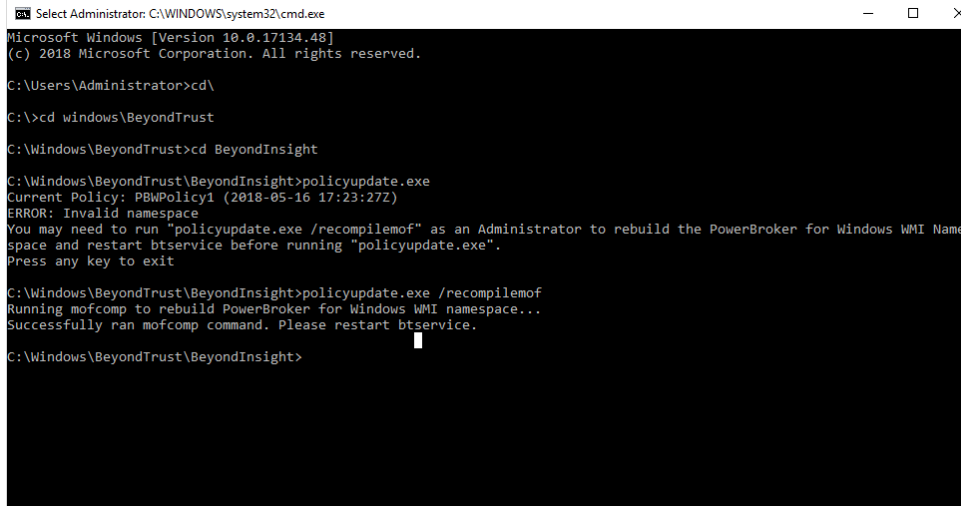 Select Administrator: C:\WINDOWS\system32\cmd.exe
Microsoft Windows [Version 10.0.17134.48]
(c) 2018 Microsoft Corporation. All rights reserved.
C:\Users\Administrator>cd\
C:\>cd windows\BeyondTrust
C:\Windows\BeyondTrust>cd BeyondInsight
C:\Windows\BeyondTrust\BeyondInsight>policyupdate.exe
Current Policy: PBWPolicy1 (2018-05-16 17:23:27Z)
ERROR: Invalid namespace
You may need to run "policyupdate.exe /recompilemof" as an Administrator to rebuild the PowerBroker for Windows WMI Name
space and restart btservice before running "policyupdate.exe".
Press any key to exit
C:\Windows\BeyondTrust\BeyondInsight>policyupdate.exe /recompilemof
Running mofcomp to rebuild PowerBroker for Windows WMI namespace...
Successfully ran mofcomp command. Please restart btservice.
C:\Windows\BeyondTrust\BeyondInsight>